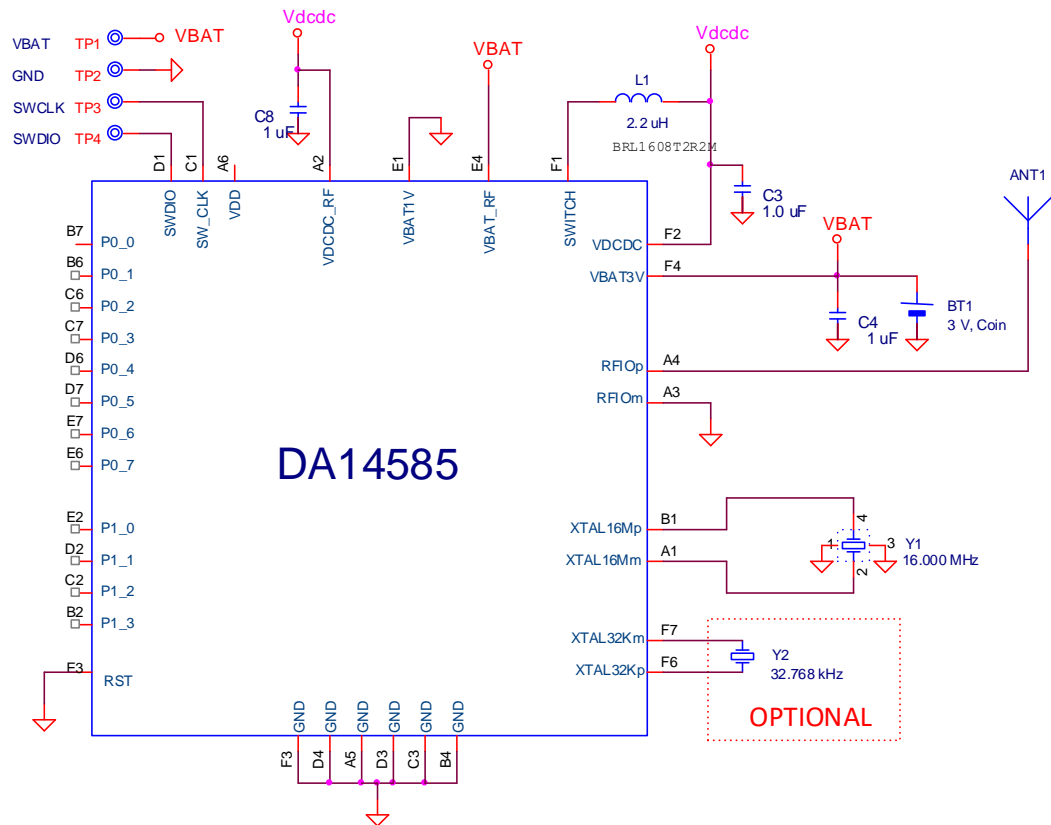 Vdcdc
VBAT TP1 VBAT
GND TP2
SWCLK TP3
SWDIO TP4
C8
1 uF
VBAT
Vdcdc
L1
2.2 uH
BRL1608T2R2M
C3
1.0 uF
ANT1
D1 C1 A6 A2 E1 E4 F1
SWDIO SW_CLK VDD VDCDC_RF VBAT1V VBAT_RF SWITCH
B7 P0_0
B6 P0_1
C6 P0_2
C7 P0_3
D6 P0_4
D7 P0_5
E7 P0_6
E6 P0_7
E2 P1_0
D2 P1_1
C2 P1_2
B2 P1_3
E3 RST
DA14585
VDCDC F2
VBAT3V F4
RFIOp A4
RFIOm A3
XTAL16Mp B1
XTAL16Mm A1
XTAL32Km F7
XTAL32Kp F6
VBAT
C4
1 uF
BT1
3 V, Coin
4
1 3
2
Y1
16.000 MHz
Y2
32.768 kHz
OPTIONAL
GND GND GND GND GND GND
F3 D4 A5 D3 C3 B4